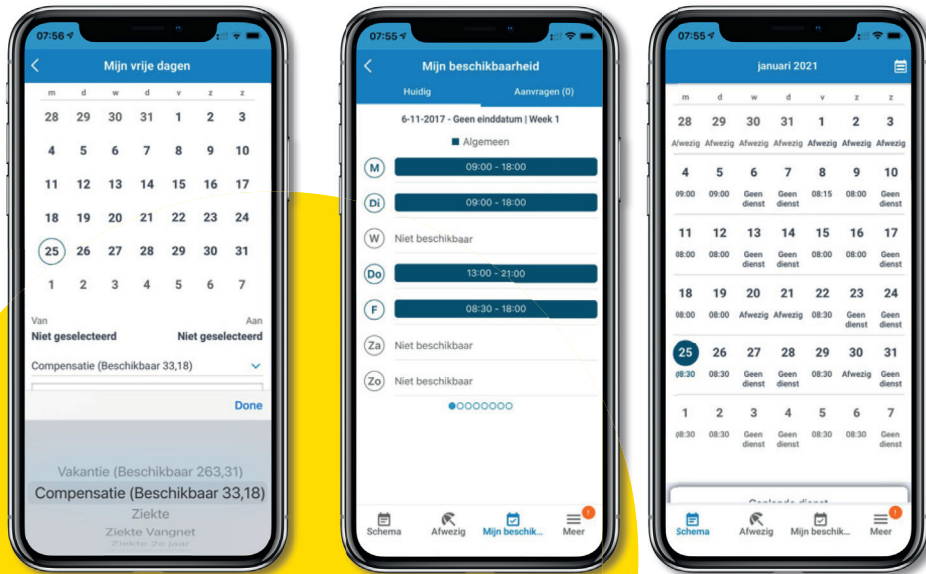 07:56
Mijn vrije dagen
m d w d v z z
28 29 30 31 1 2 3
4 5 6 7 8 9 10
11 12 13 14 15 16 17
18 19 20 21 22 23 24
25 26 27 28 29 30 31
1 2 3 4 5 6 7
Van Aan
Niet geselecteerd Niet geselecteerd
Compensatie (Beschikbaar 33,18)
Done
Vakantie (Beschikbaar 263,31)
Compensatie (Beschikbaar 33,18)
Ziekte
Ziekte Vangnet
Ziekte 2e jaar
07:55
Mijn beschikbaarheid
Huidig Aanvragen (0)
6-11-2017 - Geen einddatum | Week 1
Algemeen
M 09:00 - 18:00
Di 09:00 - 18:00
W Niet beschikbaar
Do 13:00 - 21:00
F 08:30 - 18:00
Za Niet beschikbaar
Zo Niet beschikbaar
Schema Afwezig Mijn beschik... Meer
07:55
januari 2021
m d w d v z z
28 29 30 31 1 2 3
Afwezig Afwezig Afwezig Afwezig Afwezig Afwezig Afwezig
4 5 6 7 8 9 10
09:00 09:00 Geen dienst Geen dienst 08:15 08:00 Geen dienst
11 12 13 14 15 16 17
08:00 08:00 Geen dienst Geen dienst 08:00 08:00 Geen dienst
18 19 20 21 22 23 24
08:00 08:00 Afwezig Afwezig 08:30 Geen dienst Geen dienst
25 26 27 28 29 30 31
08:30 08:30 Geen dienst Geen dienst 08:30 Afwezig Geen dienst
1 2 3 4 5 6 7
08:30 08:30 Geen dienst Geen dienst 08:30 08:30 Geen dienst
Schema Afwezig Mijn beschik... Meer